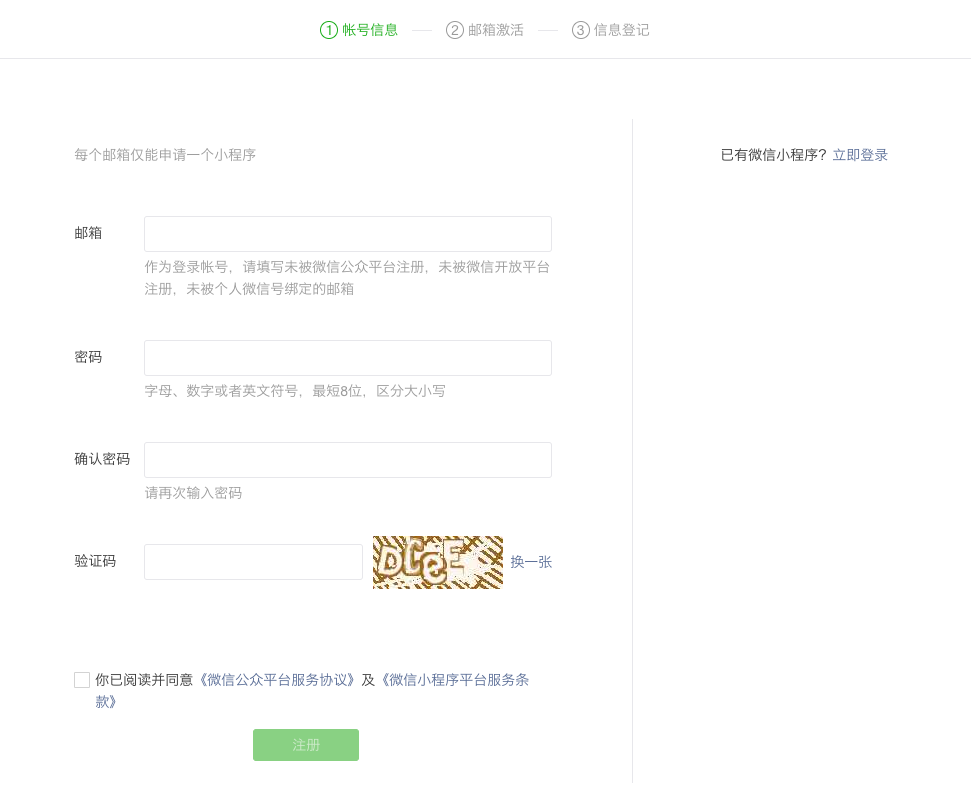 ① 帐号信息 ② 邮箱激活 ③ 信息登记
每个邮箱仅能申请一个小程序
已有微信小程序? 立即登录
邮箱
作为登录帐号，请填写未被微信公众平台注册，未被微信开放平台
注册，未被个人微信号绑定的邮箱
密码
字母、数字或者英文符号，最短8位，区分大小写
确认密码
请再次输入密码
验证码
DCeE
换一张
你已阅读并同意《微信公众平台服务协议》及《微信小程序平台服务条
款》
注册